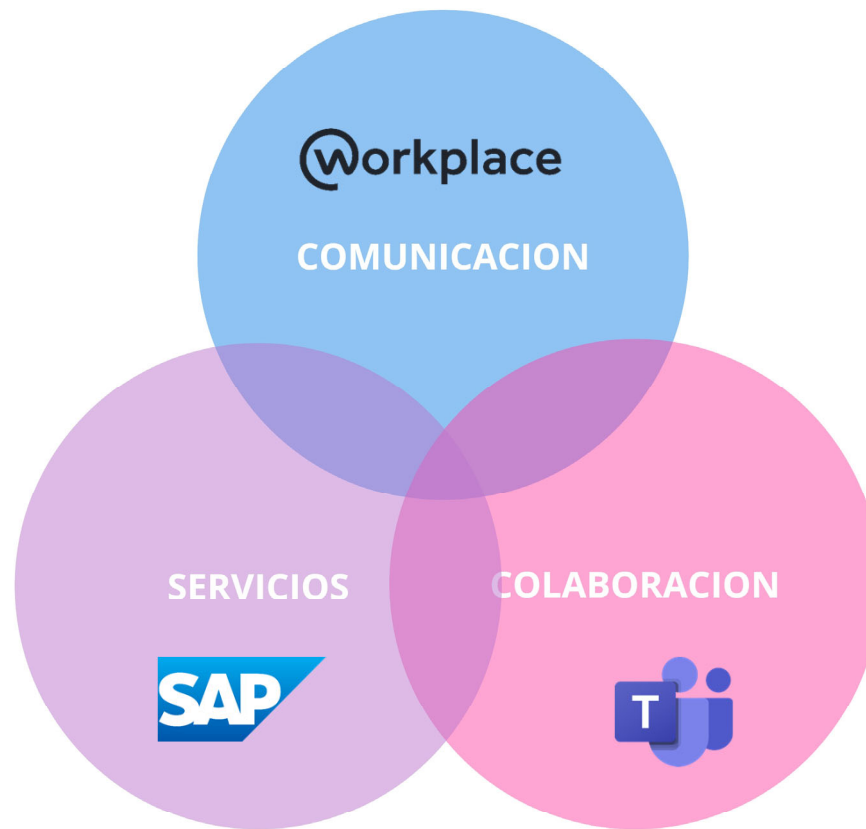 Workplace
COMUNICACION
SERVICIOS
COLABORACION
SAP
T